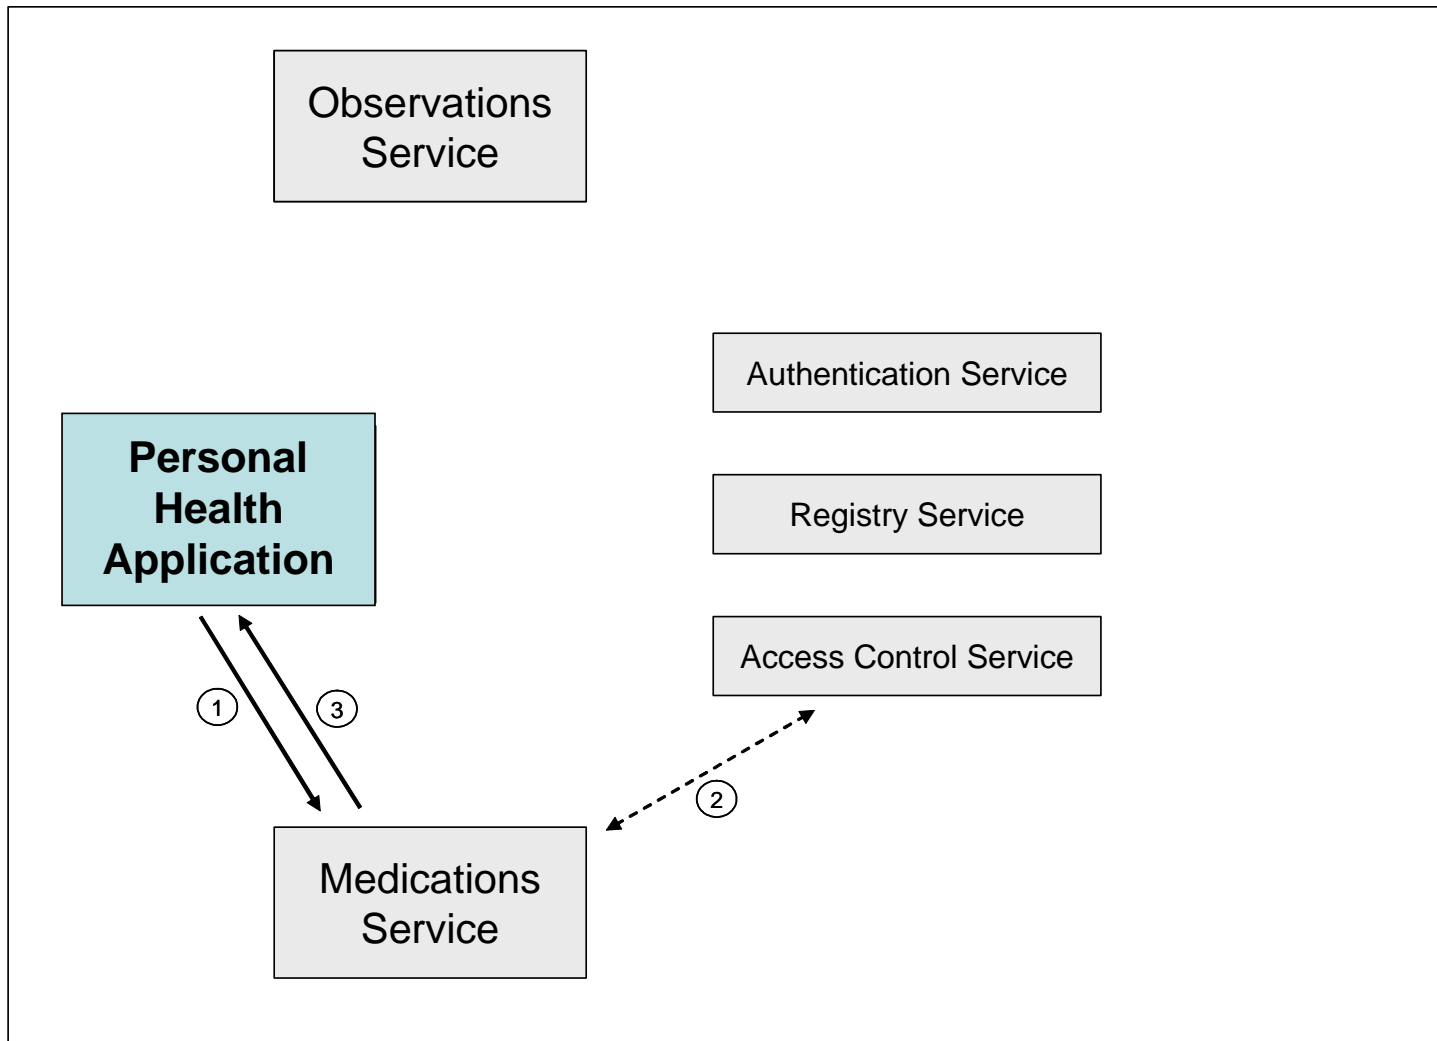 Observations
Service
Authentication Service
Personal
Health
Application
Registry Service
Access Control Service
1
3
2
Medications
Service